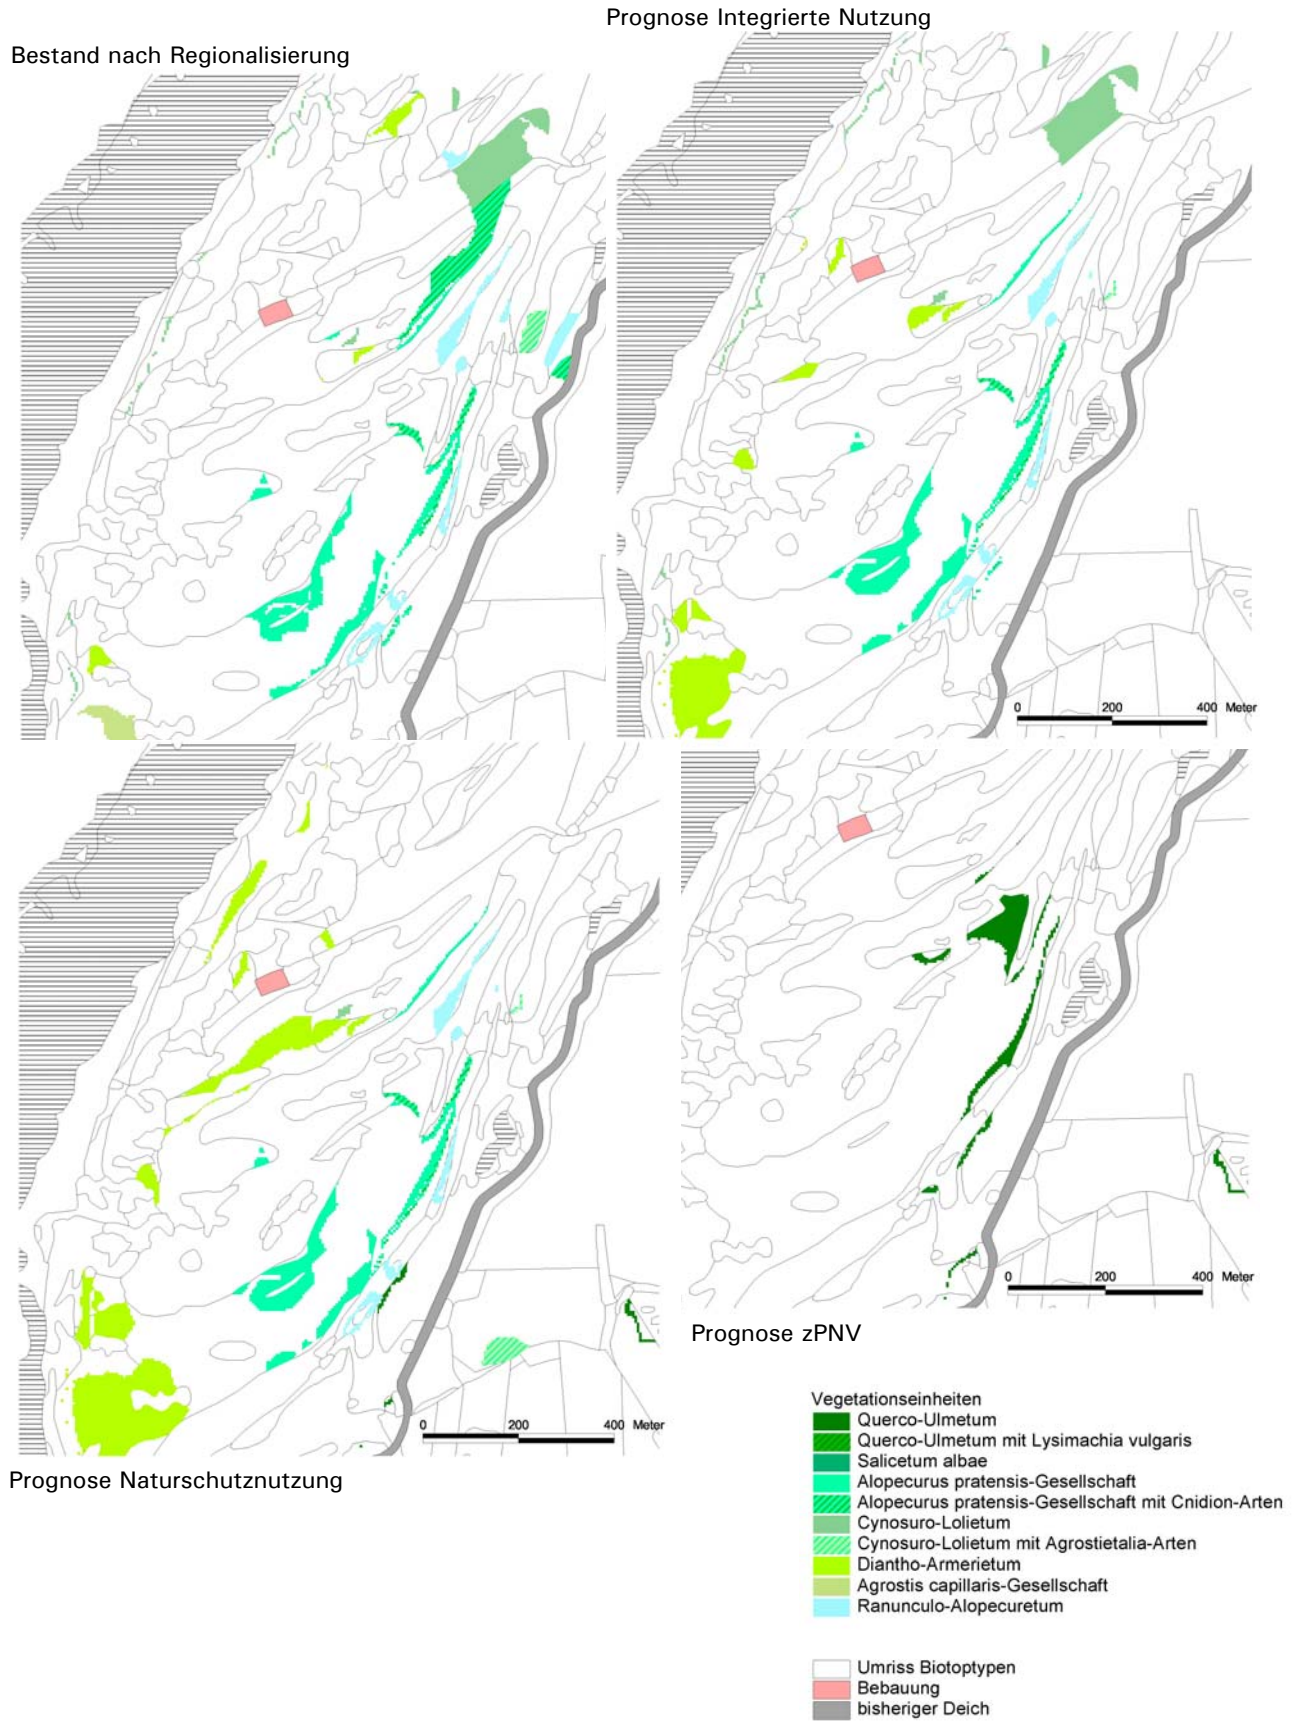 Prognose Integrierte Nutzung
Bestand nach Regionalisierung
0 200 400 Meter
0 200 400 Meter
Prognose zPNV
0 200 400 Meter
Prognose Naturschutznutzung
Vegetationseinheiten
Querco-Ulmetum
Querco-Ulmetum mit Lysimachia vulgaris
Salicetum albae
Alopecurus pratensis-Gesellschaft
Alopecurus pratensis-Gesellschaft mit Cnidion-Arten
Cynosuro-Lolietum
Cynosuro-Lolietum mit Agrostietalia-Arten
Diantho-Armerietum
Agrostis capillaris-Gesellschaft
Ranunculo-Alopecuretum
Umriss Biotoptypen
Bebauung
bisheriger Deich